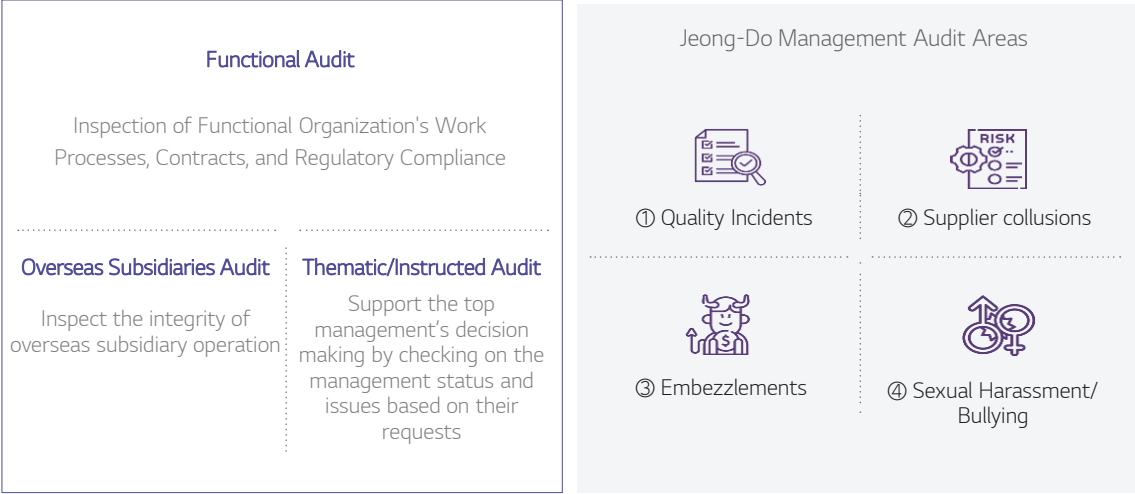 Functional Audit
Inspection of Functional Organization's Work
Processes, Contracts, and Regulatory Compliance
Overseas Subsidiaries Audit
Inspect the integrity of
overseas subsidiary operation
Thematic/Instructed Audit
Support the top
management’s decision
making by checking on the
management status and
issues based on their
requests
Jeong-Do Management Audit Areas
① Quality Incidents
RISK
② Supplier collusions
$
③ Embezzlements
④ Sexual Harassment/
Bullying